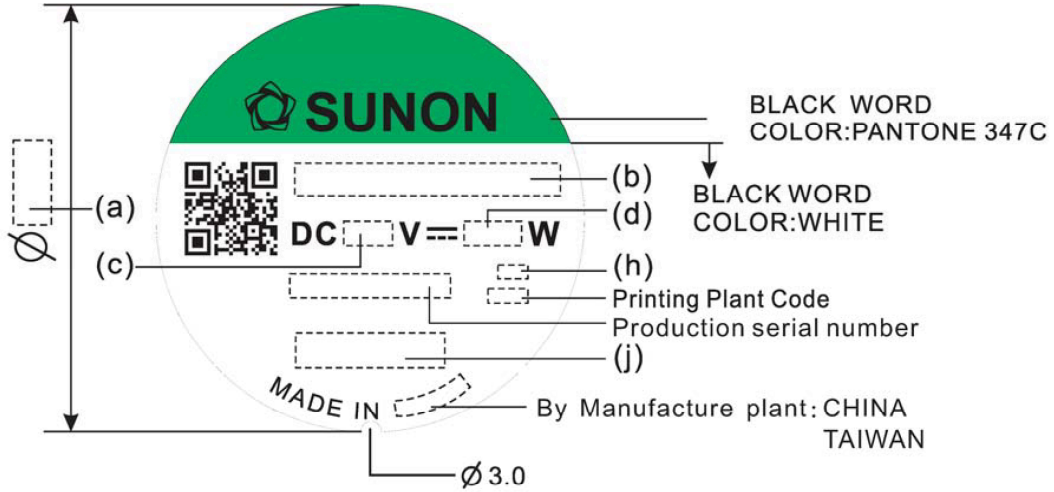 SUNON
BLACK WORD
COLOR:PANTONE 347C
BLACK WORD
COLOR:WHITE
(a)
Ø
(b)
DC V⎓ W
(d)
(c)
(h)
Printing Plant Code
Production serial number
(j)
MADE IN
By Manufacture plant: CHINA
TAIWAN
Ø 3.0